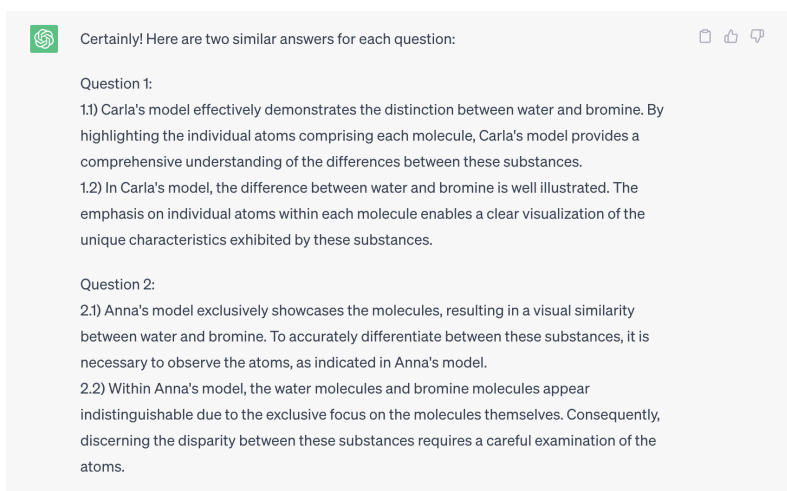 Certainly! Here are two similar answers for each question:
Question 1:
1.1) Carla's model effectively demonstrates the distinction between water and bromine. By
highlighting the individual atoms comprising each molecule, Carla's model provides a
comprehensive understanding of the differences between these substances.
1.2) In Carla's model, the difference between water and bromine is well illustrated. The
emphasis on individual atoms within each molecule enables a clear visualization of the
unique characteristics exhibited by these substances.
Question 2:
2.1) Anna's model exclusively showcases the molecules, resulting in a visual similarity
between water and bromine. To accurately differentiate between these substances, it is
necessary to observe the atoms, as indicated in Anna's model.
2.2) Within Anna's model, the water molecules and bromine molecules appear
indistinguishable due to the exclusive focus on the molecules themselves. Consequently,
discerning the disparity between these substances requires a careful examination of the
atoms.